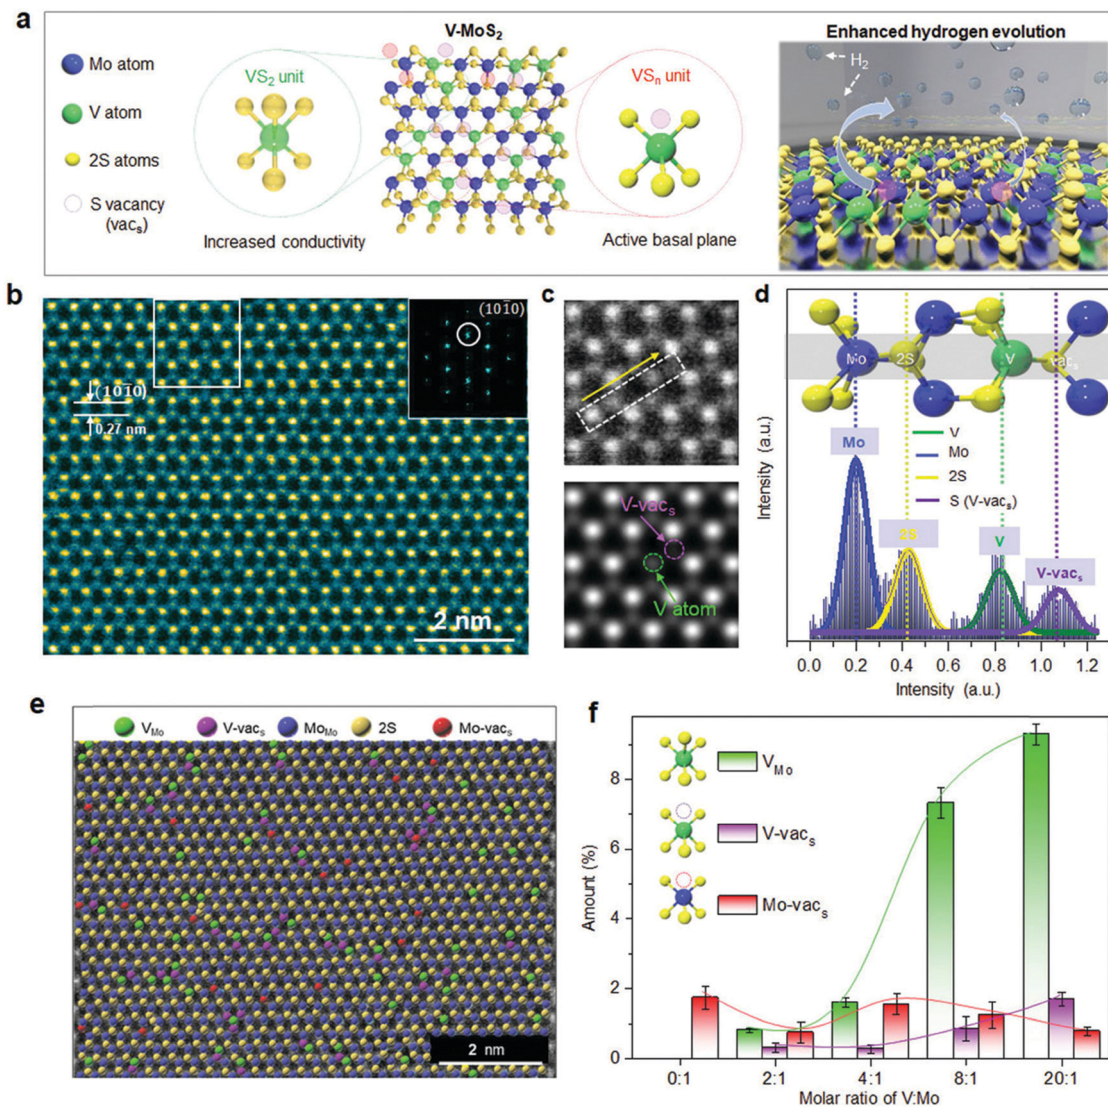 a
V-MoS2
Enhanced hydrogen evolution
Mo atom
V atom
2S atoms
S vacancy
(vacs)
VS2 unit
Increased conductivity
VSn unit
Active basal plane
H2
b
(101̄0)
(101̄0)
0.27 nm
2 nm
c
V-vacs
V atom
d
Mo
2S
V
vacs
V
Mo
2S
S (V-vacs)
Mo
2S
V
V-vacs
Intensity (a.u.)
0.0 0.2 0.4 0.6 0.8 1.0 1.2
Intensity (a.u.)
e
VMo
V-vacs
MoMo
2S
Mo-vacs
2 nm
f
VMo
V-vacs
Mo-vacs
Amount (%)
8
6
4
2
0
0:1 2:1 4:1 8:1 20:1
Molar ratio of V:Mo